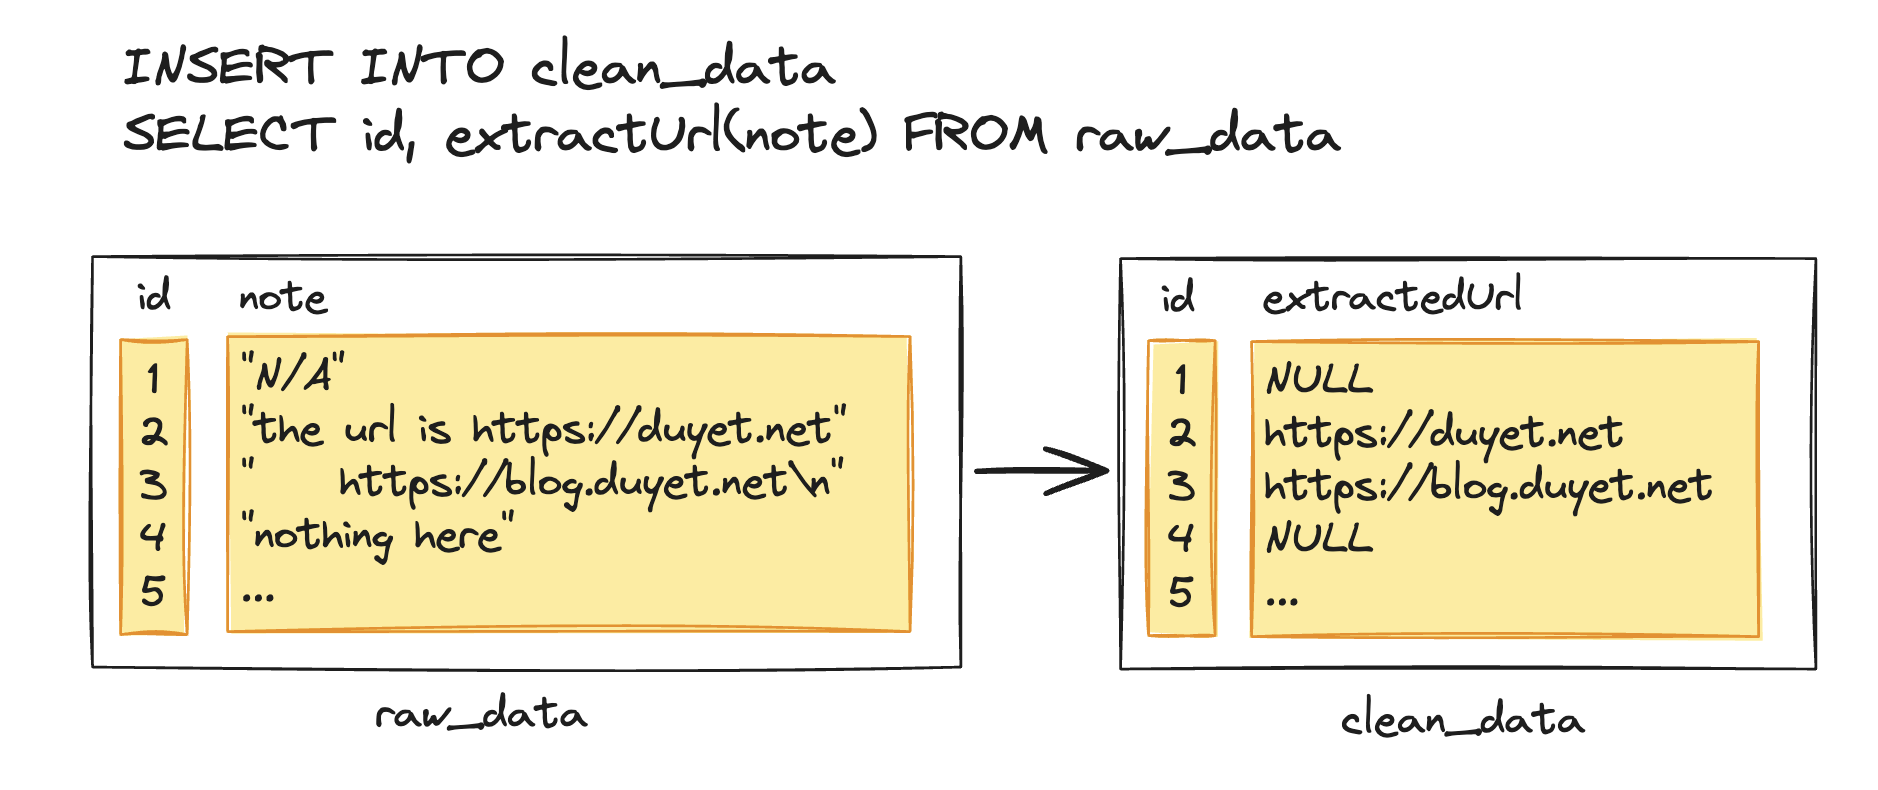 INSERT INTO clean_data
SELECT id, extractUrl(note) FROM raw_data
id note
1 "N/A"
2 "the url is https://duyet.net"
3 "     https://blog.duyet.net\n"
4 "nothing here"
5 ...
raw_data
id extractedUrl
1 NULL
2 https://duyet.net
3 https://blog.duyet.net
4 NULL
5 ...
clean_data